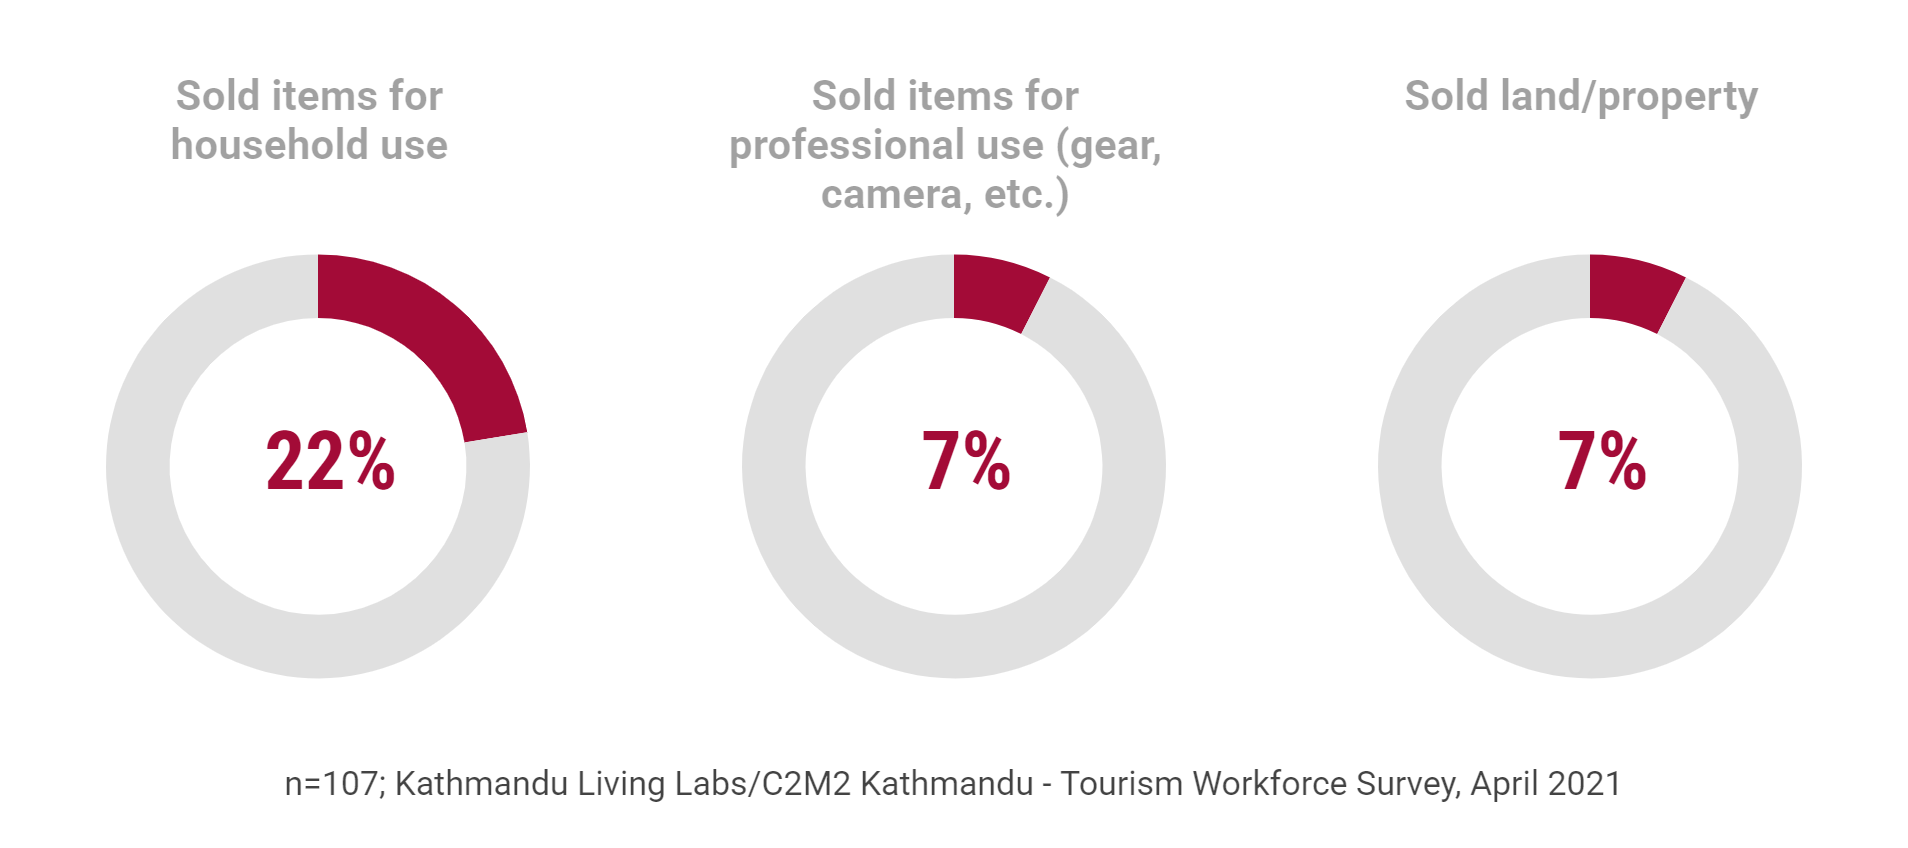 Sold items for
household use
Sold items for
professional use (gear,
camera, etc.)
Sold land/property
22%
7%
7%
n=107; Kathmandu Living Labs/C2M2 Kathmandu - Tourism Workforce Survey, April 2021